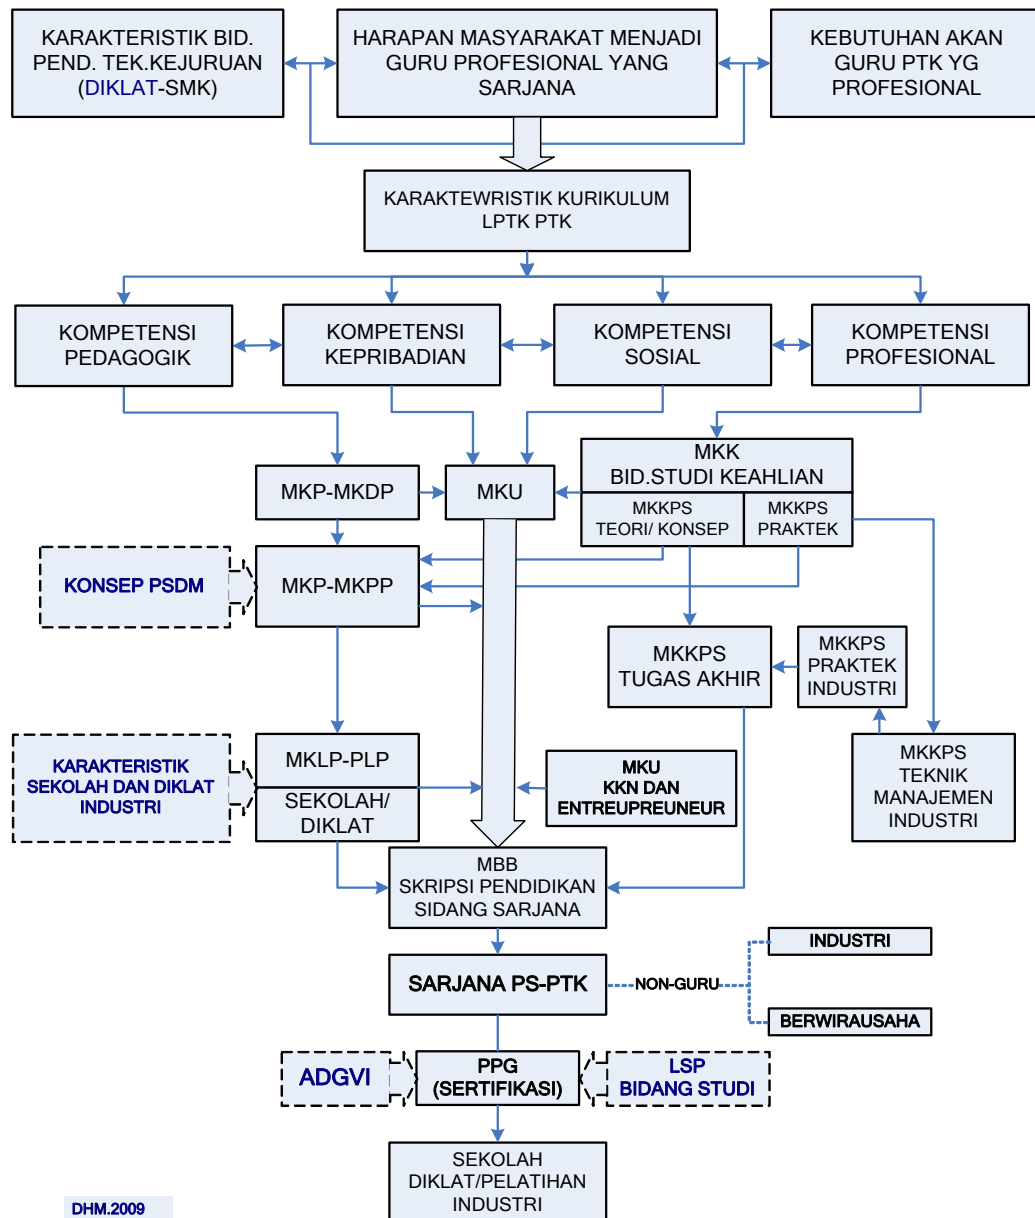 KARAKTERISTIK BID.
PEND. TEK.KEJURUAN
(DIKLAT-SMK)
HARAPAN MASYARAKAT MENJADI
GURU PROFESIONAL YANG
SARJANA
KEBUTUHAN AKAN
GURU PTK YG
PROFESIONAL
KARAKTEWRISTIK KURIKULUM
LPTK PTK
KOMPETENSI
PEDAGOGIK
KOMPETENSI
KEPRIBADIAN
KOMPETENSI
SOSIAL
KOMPETENSI
PROFESIONAL
MKP-MKDP
MKU
MKK
BID.STUDI KEAHLIAN
MKKPS
TEORI/ KONSEP
MKKPS
PRAKTEK
KONSEP PSDM
MKP-MKPP
MKKPS
TUGAS AKHIR
MKKPS
PRAKTEK
INDUSTRI
KARAKTERISTIK
SEKOLAH DAN DIKLAT
INDUSTRI
MKLP-PLP
SEKOLAH/
DIKLAT
MKU
KKN DAN
ENTREUPREUNEUR
MKKPS
TEKNIK
MANAJEMEN
INDUSTRI
MBB
SKRIPSI PENDIDIKAN
SIDANG SARJANA
SARJANA PS-PTK
NON-GURU
INDUSTRI
BERWIRAUSAHA
ADGVI
PPG
(SERTIFIKASI)
LSP
BIDANG STUDI
SEKOLAH
DIKLAT/PELATIHAN
INDUSTRI
DHM.2009